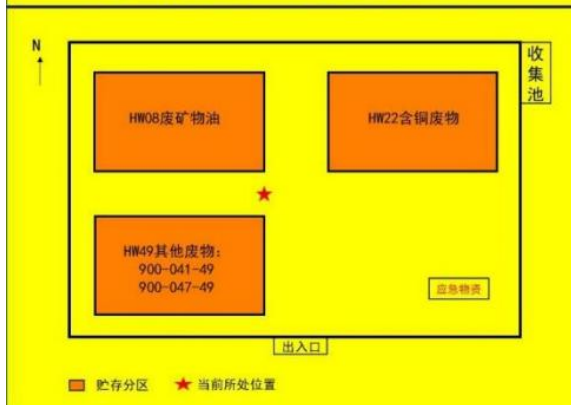 N
收集池
HW08废矿物油
HW22含铜废物
HW49其他废物：
900-041-49
900-047-49
应急物资
出入口
贮存分区
当前所处位置